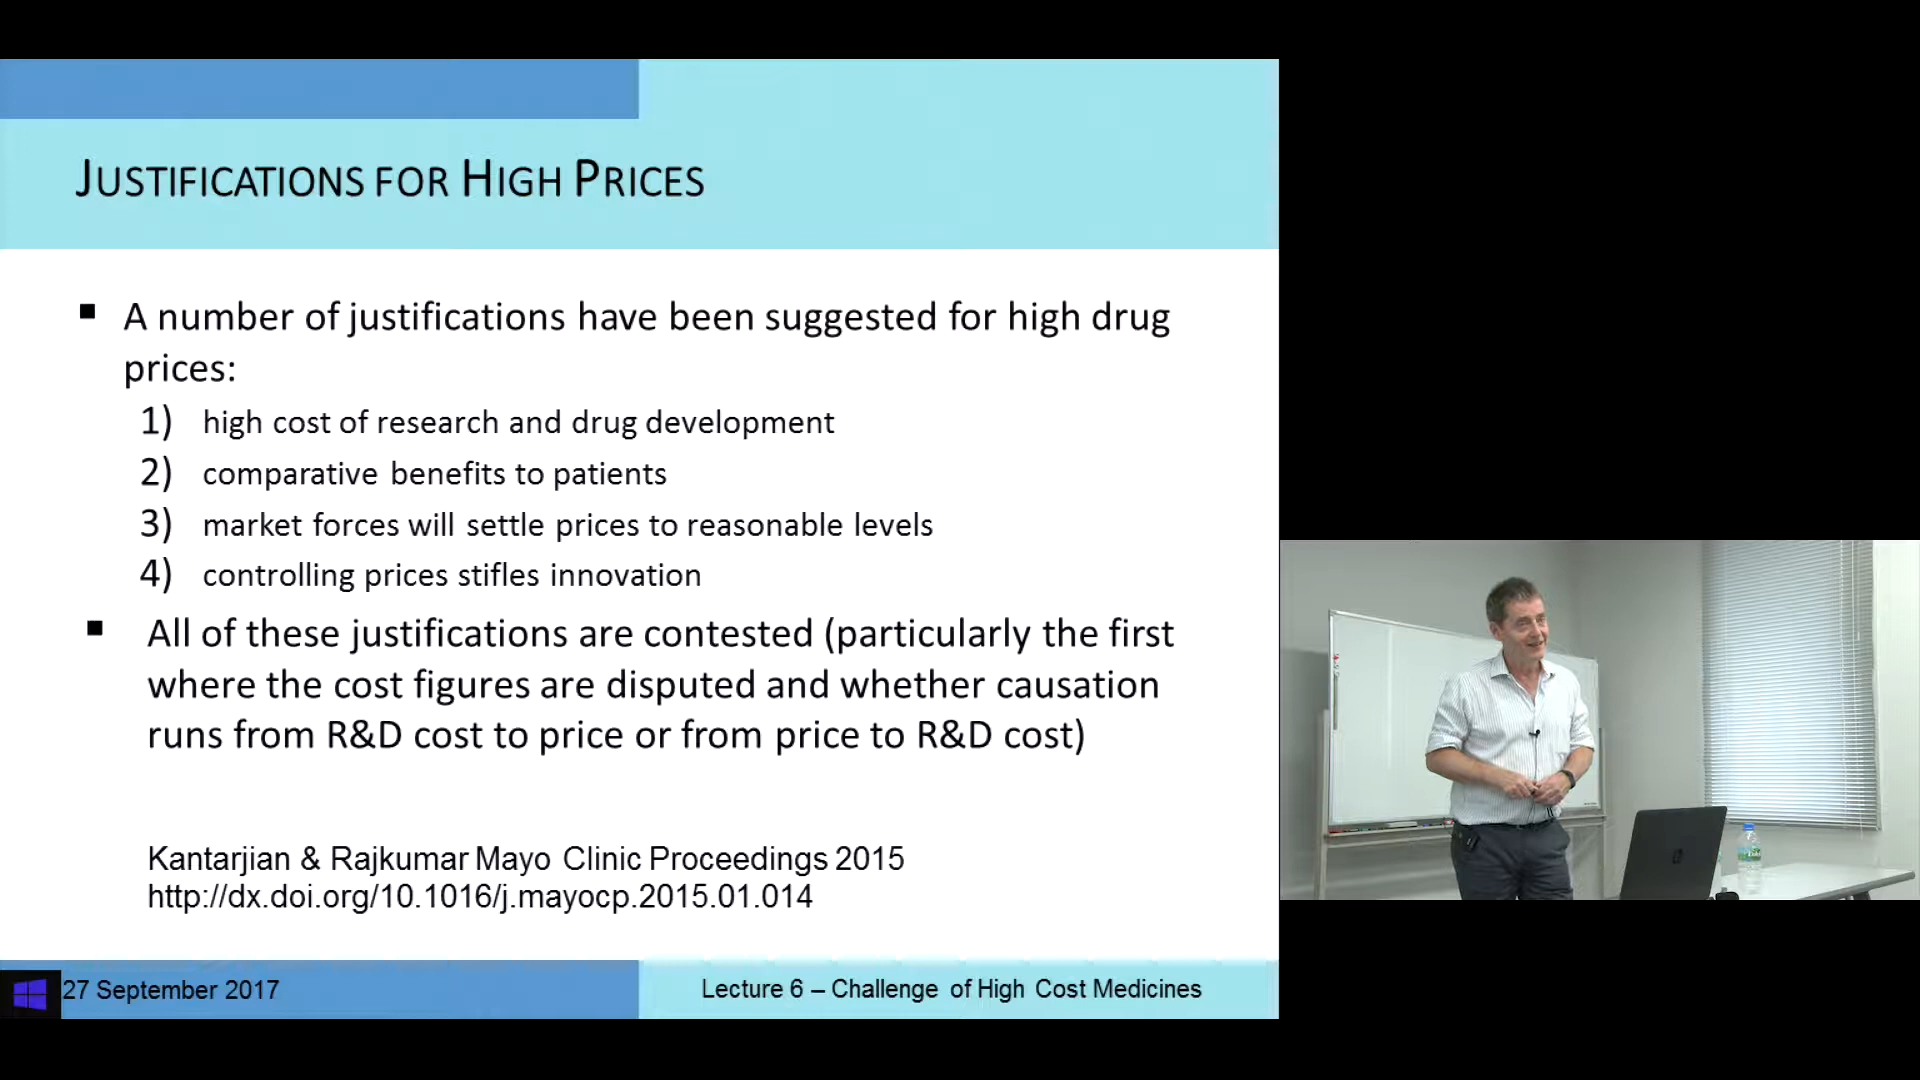 JUSTIFICATIONS FOR HIGH PRICES
▪ A number of justifications have been suggested for high drug
prices:
1) high cost of research and drug development
2) comparative benefits to patients
3) market forces will settle prices to reasonable levels
4) controlling prices stifles innovation
▪ All of these justifications are contested (particularly the first
where the cost figures are disputed and whether causation
runs from R&D cost to price or from price to R&D cost)
Kantarjian & Rajkumar Mayo Clinic Proceedings 2015
http://dx.doi.org/10.1016/j.mayocp.2015.01.014
27 September 2017
Lecture 6 – Challenge of High Cost Medicines